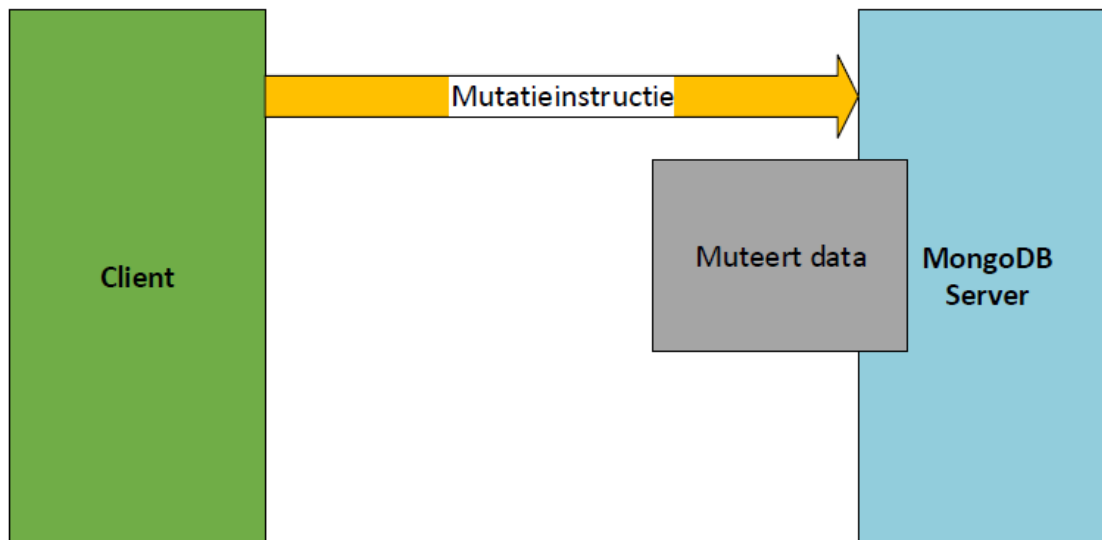 Mutatieinstructie
Muteert data
Client
MongoDB
Server